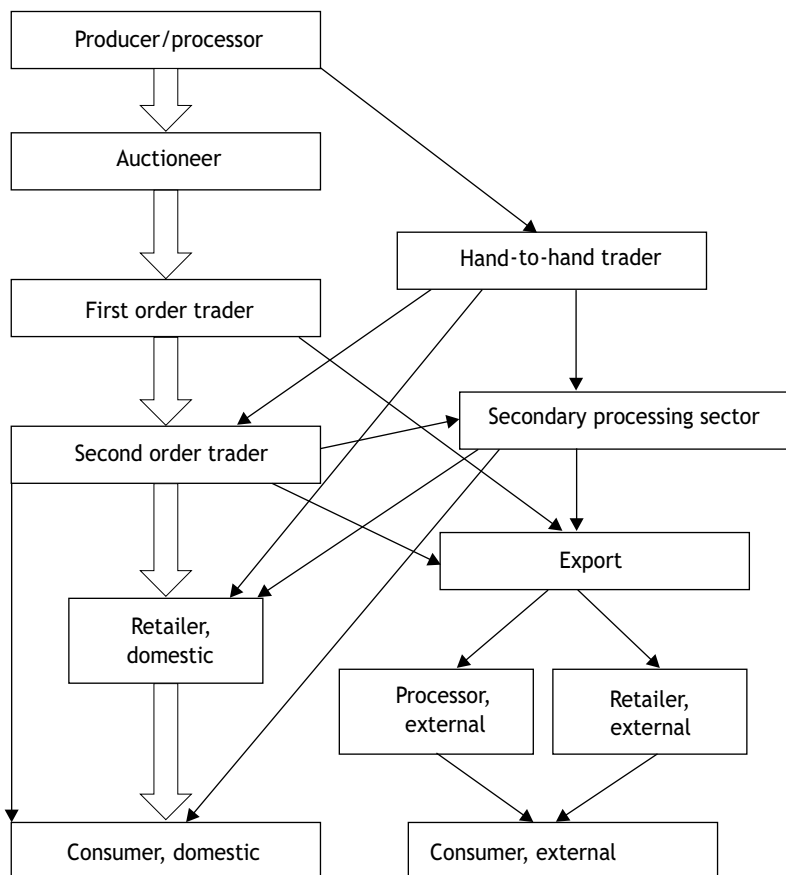 Producer/processor
Auctioneer
Hand-to-hand trader
First order trader
Secondary processing sector
Second order trader
Export
Retailer,
domestic
Processor,
external
Retailer,
external
Consumer, domestic
Consumer, external